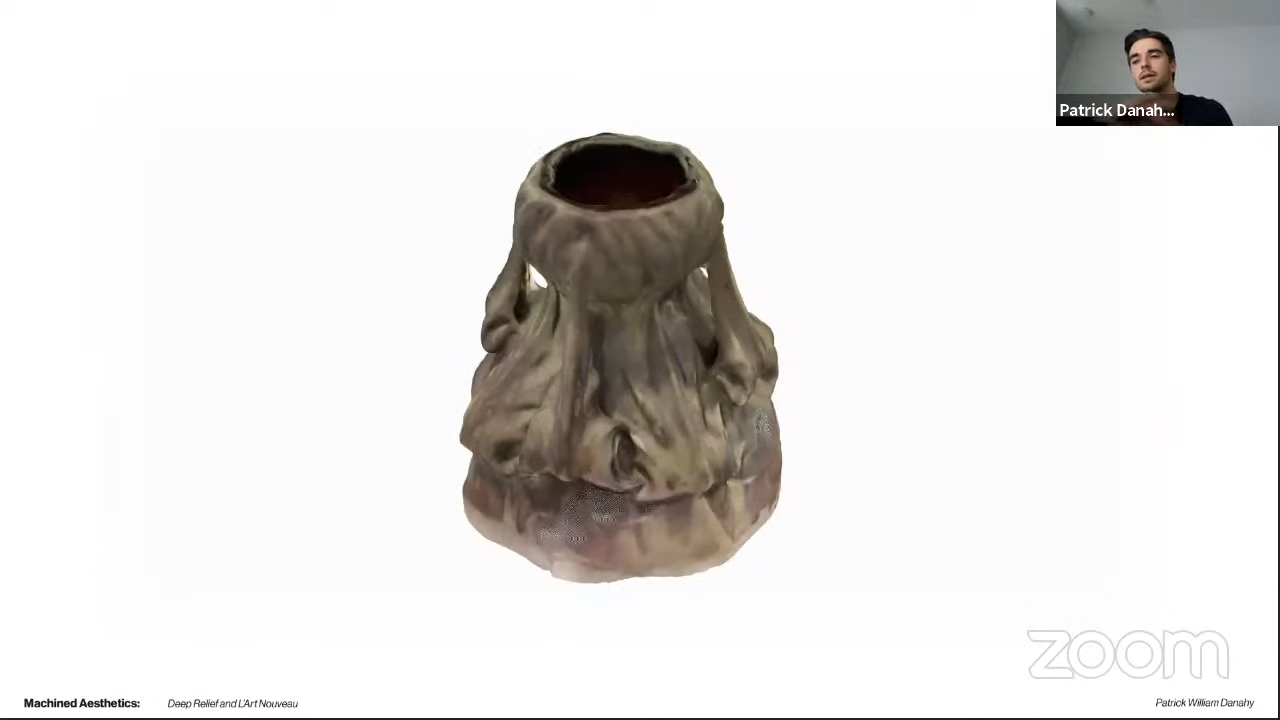 Patrick Danah...
zoom
Machined Aesthetics: Deep Relief and L'Art Nouveau
Patrick William Danahy